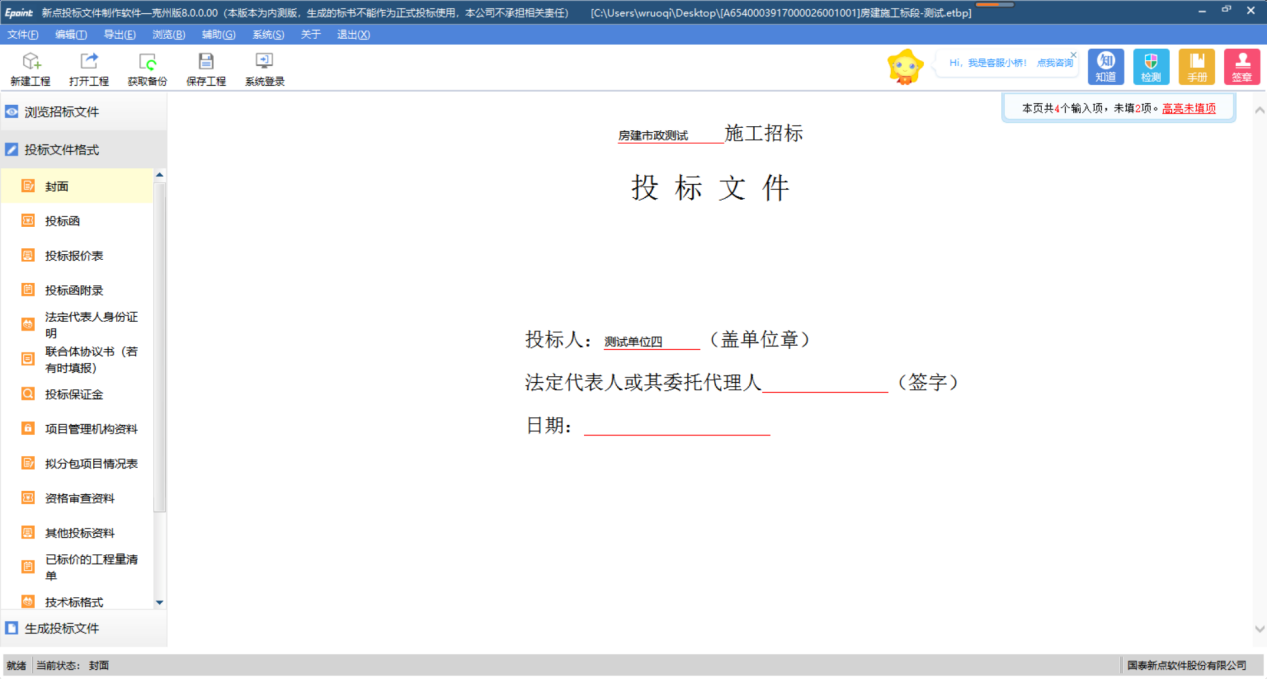 Epoint 新点投标文件制作软件—克州版8.0.0.00（本版本为内测版，生成的标书不能作为正式投标使用，本公司不承担相关责任） [C:\Users\wruoqi\Desktop\[A6540003917000026001001]房建施工标段-测试.etbp]
文件(F) 编辑(T) 导出(E) 浏览(B) 辅助(G) 系统(S) 关于 退出(X)
新建工程 打开工程 获取备份 保存工程 系统登录
Hi，我是客服小桥！ 点我咨询
知
知道 检测 手册 签章
浏览招标文件
投标文件格式
封面
投标函
投标报价表
投标函附录
法定代表人身份证
明
联合体协议书（若
有时填报）
投标保证金
项目管理机构资料
拟分包项目情况表
资格审查资料
其他投标资料
已标价的工程量清
单
技术标格式
生成投标文件
本页共4个输入项，未填2项。高亮未填项
房建市政测试 施工招标
投 标 文 件
投标人：测试单位四 （盖单位章）
法定代表人或其委托代理人 （签字）
日期：
就绪 当前状态： 封面 国泰新点软件股份有限公司